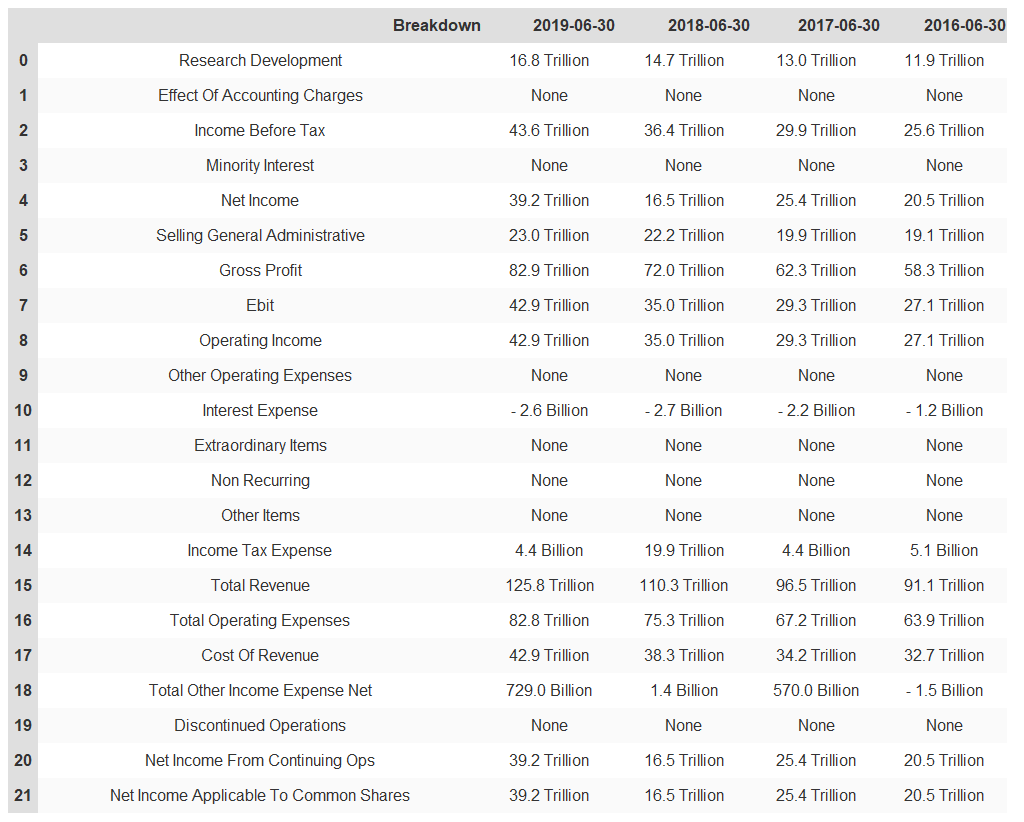 Breakdown 2019-06-30 2018-06-30 2017-06-30 2016-06-30
0 Research Development 16.8 Trillion 14.7 Trillion 13.0 Trillion 11.9 Trillion
1 Effect Of Accounting Charges None None None None
2 Income Before Tax 43.6 Trillion 36.4 Trillion 29.9 Trillion 25.6 Trillion
3 Minority Interest None None None None
4 Net Income 39.2 Trillion 16.5 Trillion 25.4 Trillion 20.5 Trillion
5 Selling General Administrative 23.0 Trillion 22.2 Trillion 19.9 Trillion 19.1 Trillion
6 Gross Profit 82.9 Trillion 72.0 Trillion 62.3 Trillion 58.3 Trillion
7 Ebit 42.9 Trillion 35.0 Trillion 29.3 Trillion 27.1 Trillion
8 Operating Income 42.9 Trillion 35.0 Trillion 29.3 Trillion 27.1 Trillion
9 Other Operating Expenses None None None None
10 Interest Expense - 2.6 Billion - 2.7 Billion - 2.2 Billion - 1.2 Billion
11 Extraordinary Items None None None None
12 Non Recurring None None None None
13 Other Items None None None None
14 Income Tax Expense 4.4 Billion 19.9 Trillion 4.4 Billion 5.1 Billion
15 Total Revenue 125.8 Trillion 110.3 Trillion 96.5 Trillion 91.1 Trillion
16 Total Operating Expenses 82.8 Trillion 75.3 Trillion 67.2 Trillion 63.9 Trillion
17 Cost Of Revenue 42.9 Trillion 38.3 Trillion 34.2 Trillion 32.7 Trillion
18 Total Other Income Expense Net 729.0 Billion 1.4 Billion 570.0 Billion - 1.5 Billion
19 Discontinued Operations None None None None
20 Net Income From Continuing Ops 39.2 Trillion 16.5 Trillion 25.4 Trillion 20.5 Trillion
21 Net Income Applicable To Common Shares 39.2 Trillion 16.5 Trillion 25.4 Trillion 20.5 Trillion